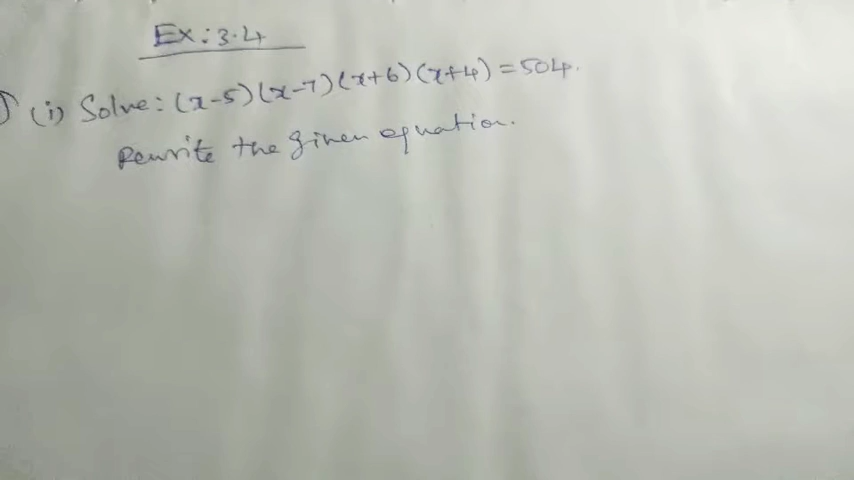 Ex: 3.4
(i) Solve: (x-5)(x-7)(x+6)(x+4) = 504.
Rewrite the given equation.